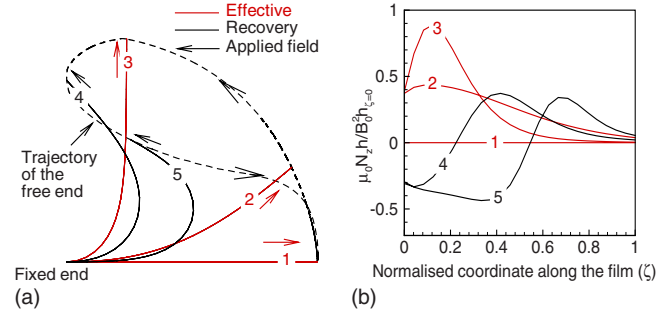 Effective
Recovery
Applied field
3
4
Trajectory
of the
free end
5
2
1
Fixed end
(a)
μ₀N_zh/B₀²h_ζ=0
1
0.5
0
-0.5
3
2
1
4
5
0 0.2 0.4 0.6 0.8 1
Normalised coordinate along the film (ζ)
(b)